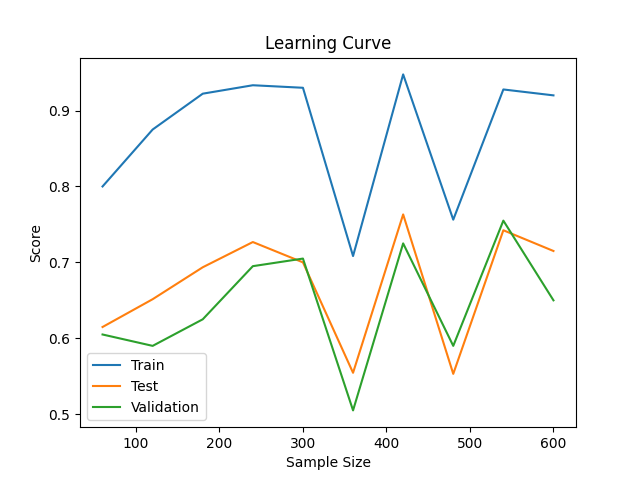 Learning Curve
0.9
0.8
0.7
0.6
0.5
Score
Train
Test
Validation
100 200 300 400 500 600
Sample Size